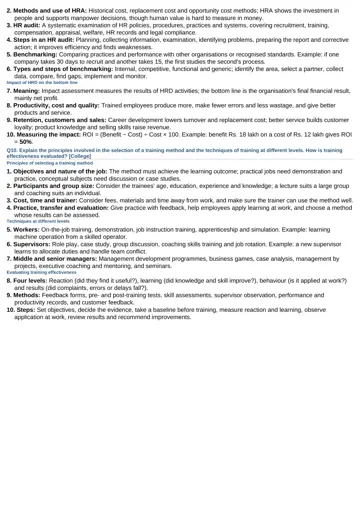 2. Methods and use of HRA: Historical cost, replacement cost and opportunity cost methods; HRA shows the investment in
people and supports manpower decisions, though human value is hard to measure in money.
3. HR audit: A systematic examination of HR policies, procedures, practices and systems, covering recruitment, training,
compensation, appraisal, welfare, HR records and legal compliance.
4. Steps in an HR audit: Planning, collecting information, examination, identifying problems, preparing the report and corrective
action; it improves efficiency and finds weaknesses.
5. Benchmarking: Comparing practices and performance with other organisations or recognised standards. Example: if one
company takes 30 days to recruit and another takes 15, the first studies the second's process.
6. Types and steps of benchmarking: Internal, competitive, functional and generic; identify the area, select a partner, collect
data, compare, find gaps, implement and monitor.
Impact of HRD on the bottom line
7. Meaning: Impact assessment measures the results of HRD activities; the bottom line is the organisation's final financial result,
mainly net profit.
8. Productivity, cost and quality: Trained employees produce more, make fewer errors and less wastage, and give better
products and service.
9. Retention, customers and sales: Career development lowers turnover and replacement cost; better service builds customer
loyalty; product knowledge and selling skills raise revenue.
10. Measuring the impact: ROI = (Benefit − Cost) ÷ Cost × 100. Example: benefit Rs. 18 lakh on a cost of Rs. 12 lakh gives ROI
= 50%.
Q10. Explain the principles involved in the selection of a training method and the techniques of training at different levels. How is training
effectiveness evaluated? [College]
Principles of selecting a training method
1. Objectives and nature of the job: The method must achieve the learning outcome; practical jobs need demonstration and
practice, conceptual subjects need discussion or case studies.
2. Participants and group size: Consider the trainees' age, education, experience and knowledge; a lecture suits a large group
and coaching suits an individual.
3. Cost, time and trainer: Consider fees, materials and time away from work, and make sure the trainer can use the method well.
4. Practice, transfer and evaluation: Give practice with feedback, help employees apply learning at work, and choose a method
whose results can be assessed.
Techniques at different levels
5. Workers: On-the-job training, demonstration, job instruction training, apprenticeship and simulation. Example: learning
machine operation from a skilled operator.
6. Supervisors: Role play, case study, group discussion, coaching skills training and job rotation. Example: a new supervisor
learns to allocate duties and handle team conflict.
7. Middle and senior managers: Management development programmes, business games, case analysis, management by
projects, executive coaching and mentoring, and seminars.
Evaluating training effectiveness
8. Four levels: Reaction (did they find it useful?), learning (did knowledge and skill improve?), behaviour (is it applied at work?)
and results (did complaints, errors or delays fall?).
9. Methods: Feedback forms, pre- and post-training tests, skill assessments, supervisor observation, performance and
productivity records, and customer feedback.
10. Steps: Set objectives, decide the evidence, take a baseline before training, measure reaction and learning, observe
application at work, review results and recommend improvements.